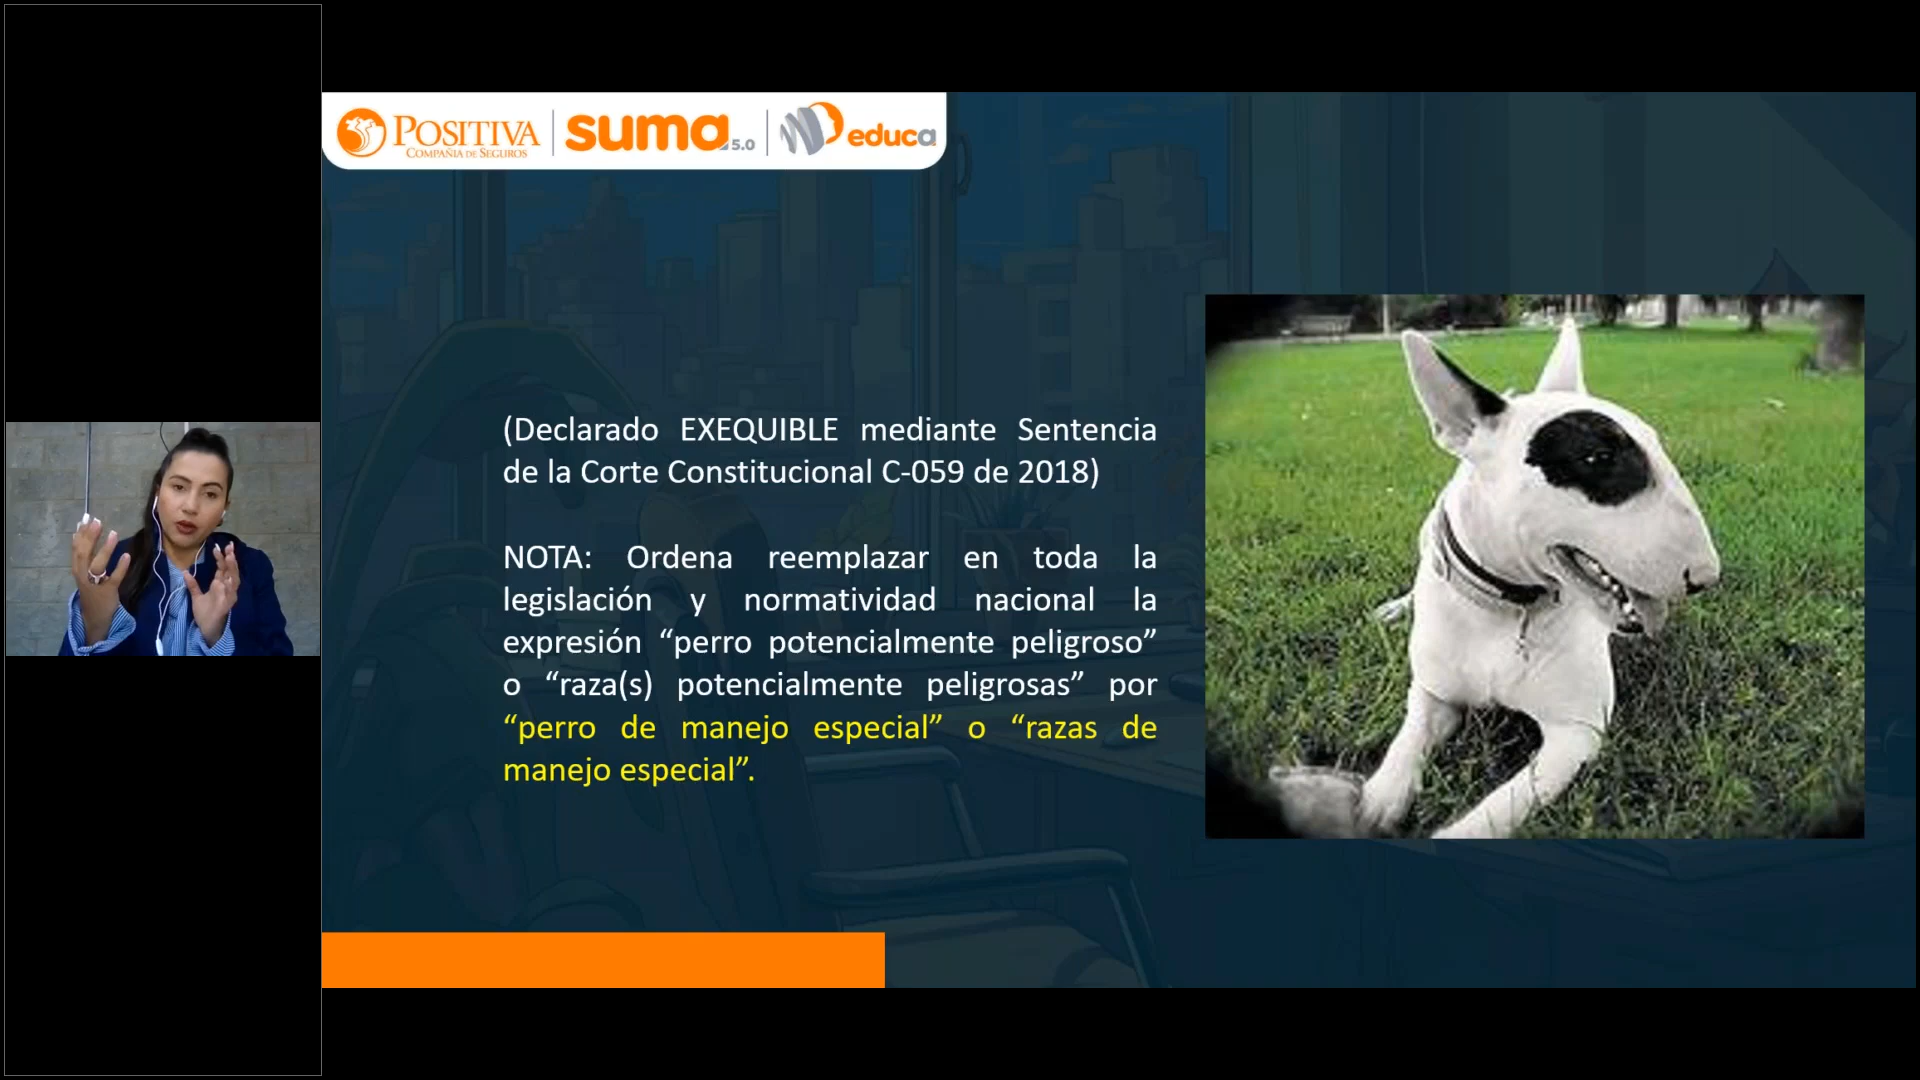 POSITIVA
COMPAÑÍA DE SEGUROS
suma 5.0
educa
(Declarado EXEQUIBLE mediante Sentencia
de la Corte Constitucional C-059 de 2018)
NOTA: Ordena reemplazar en toda la
legislación y normatividad nacional la
expresión “perro potencialmente peligroso”
o “raza(s) potencialmente peligrosas” por
“perro de manejo especial” o “razas de
manejo especial”.